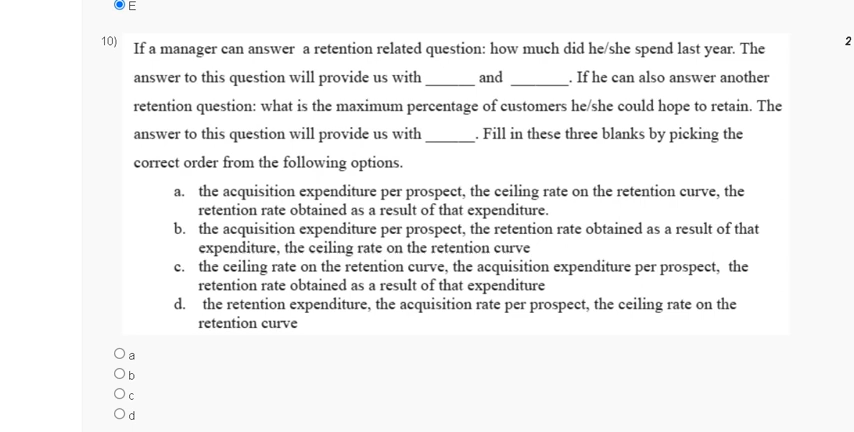 E
10)
2
If a manager can answer a retention related question: how much did he/she spend last year. The
answer to this question will provide us with ______ and _______. If he can also answer another
retention question: what is the maximum percentage of customers he/she could hope to retain. The
answer to this question will provide us with ______. Fill in these three blanks by picking the
correct order from the following options.
a. the acquisition expenditure per prospect, the ceiling rate on the retention curve, the
retention rate obtained as a result of that expenditure.
b. the acquisition expenditure per prospect, the retention rate obtained as a result of that
expenditure, the ceiling rate on the retention curve
c. the ceiling rate on the retention curve, the acquisition expenditure per prospect, the
retention rate obtained as a result of that expenditure
d. the retention expenditure, the acquisition rate per prospect, the ceiling rate on the
retention curve
a
b
c
d